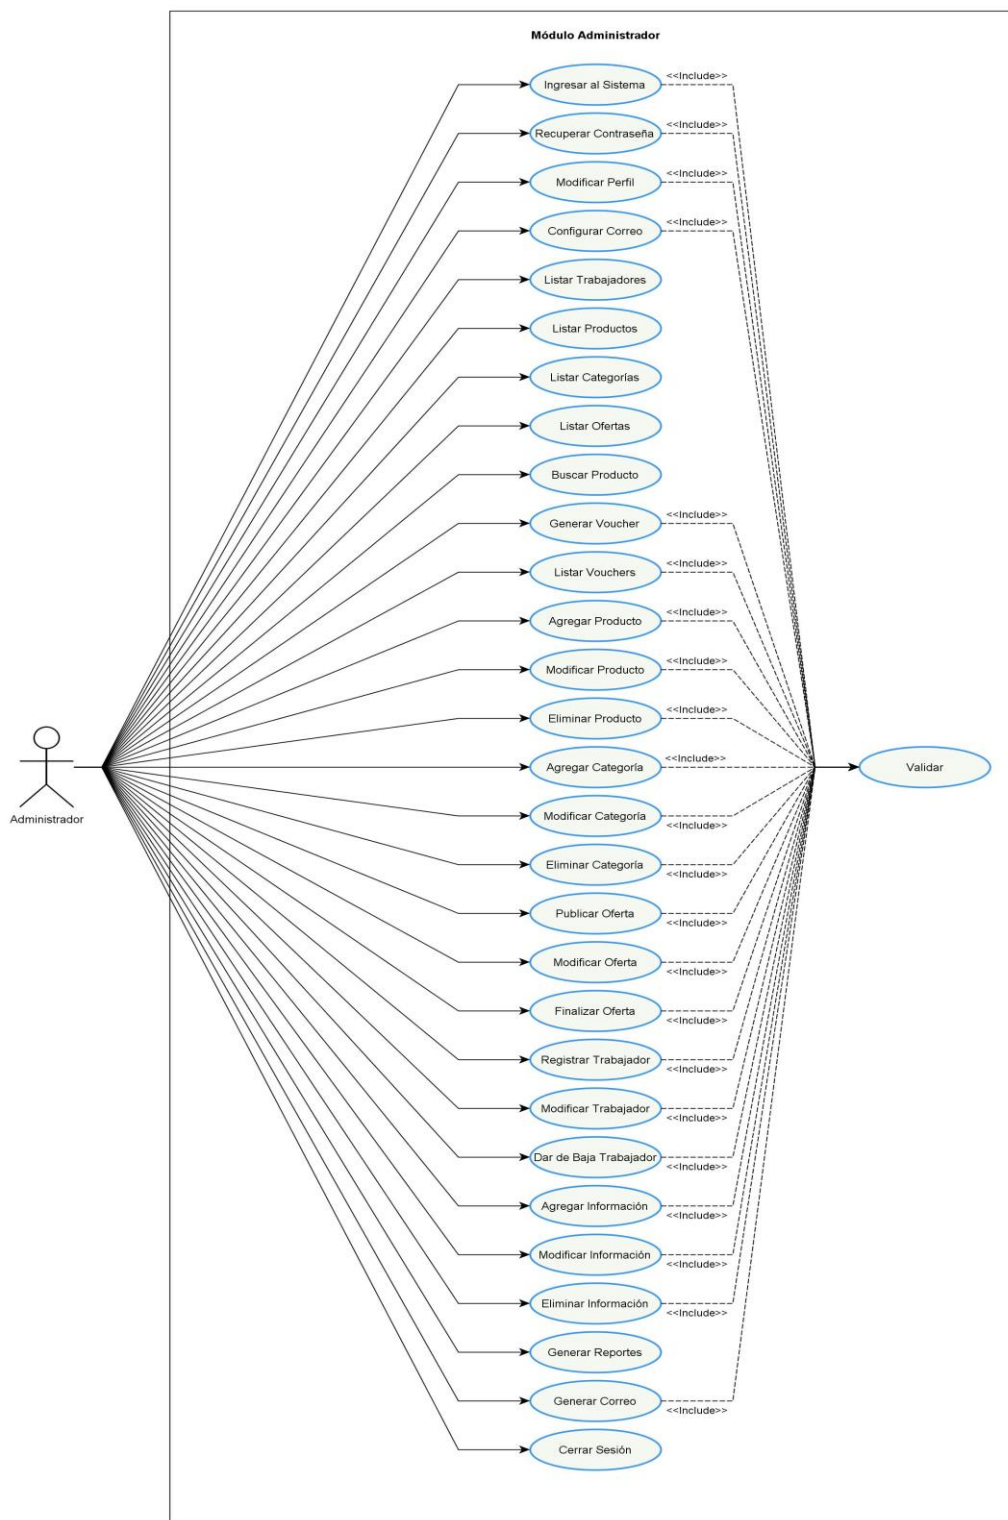 Módulo Administrador
Ingresar al Sistema
<<Include>>
Recuperar Contraseña
<<Include>>
Modificar Perfil
<<Include>>
Configurar Correo
<<Include>>
Listar Trabajadores
Listar Productos
Listar Categorías
Listar Ofertas
Buscar Producto
Generar Voucher
<<Include>>
Listar Vouchers
<<Include>>
Agregar Producto
<<Include>>
Modificar Producto
<<Include>>
Eliminar Producto
<<Include>>
Agregar Categoría
<<Include>>
Validar
Administrador
Modificar Categoría
<<Include>>
Eliminar Categoría
<<Include>>
Publicar Oferta
<<Include>>
Modificar Oferta
<<Include>>
Finalizar Oferta
<<Include>>
Registrar Trabajador
<<Include>>
Modificar Trabajador
<<Include>>
Dar de Baja Trabajador
<<Include>>
Agregar Información
<<Include>>
Modificar Información
<<Include>>
Eliminar Información
<<Include>>
Generar Reportes
Generar Correo
<<Include>>
Cerrar Sesión